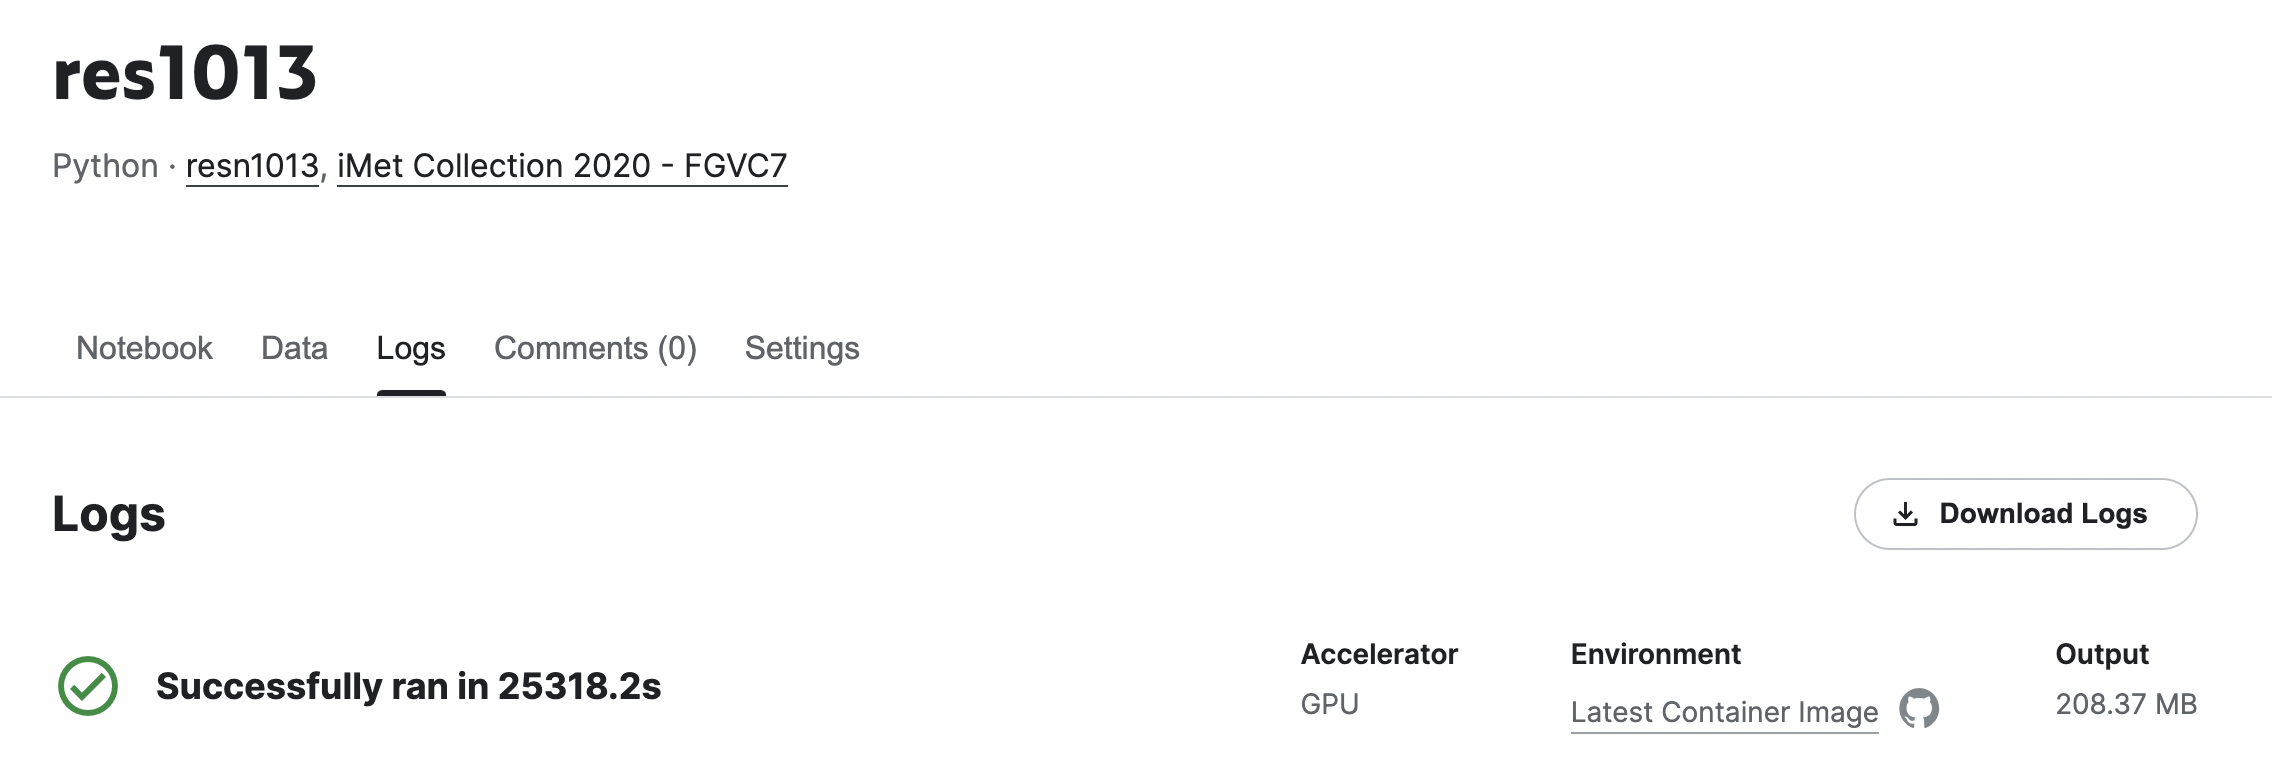 res1013
Python · resn1013, iMet Collection 2020 - FGVC7
Notebook Data Logs Comments (0) Settings
Logs
Download Logs
Successfully ran in 25318.2s
Accelerator
GPU
Environment
Latest Container Image
Output
208.37 MB